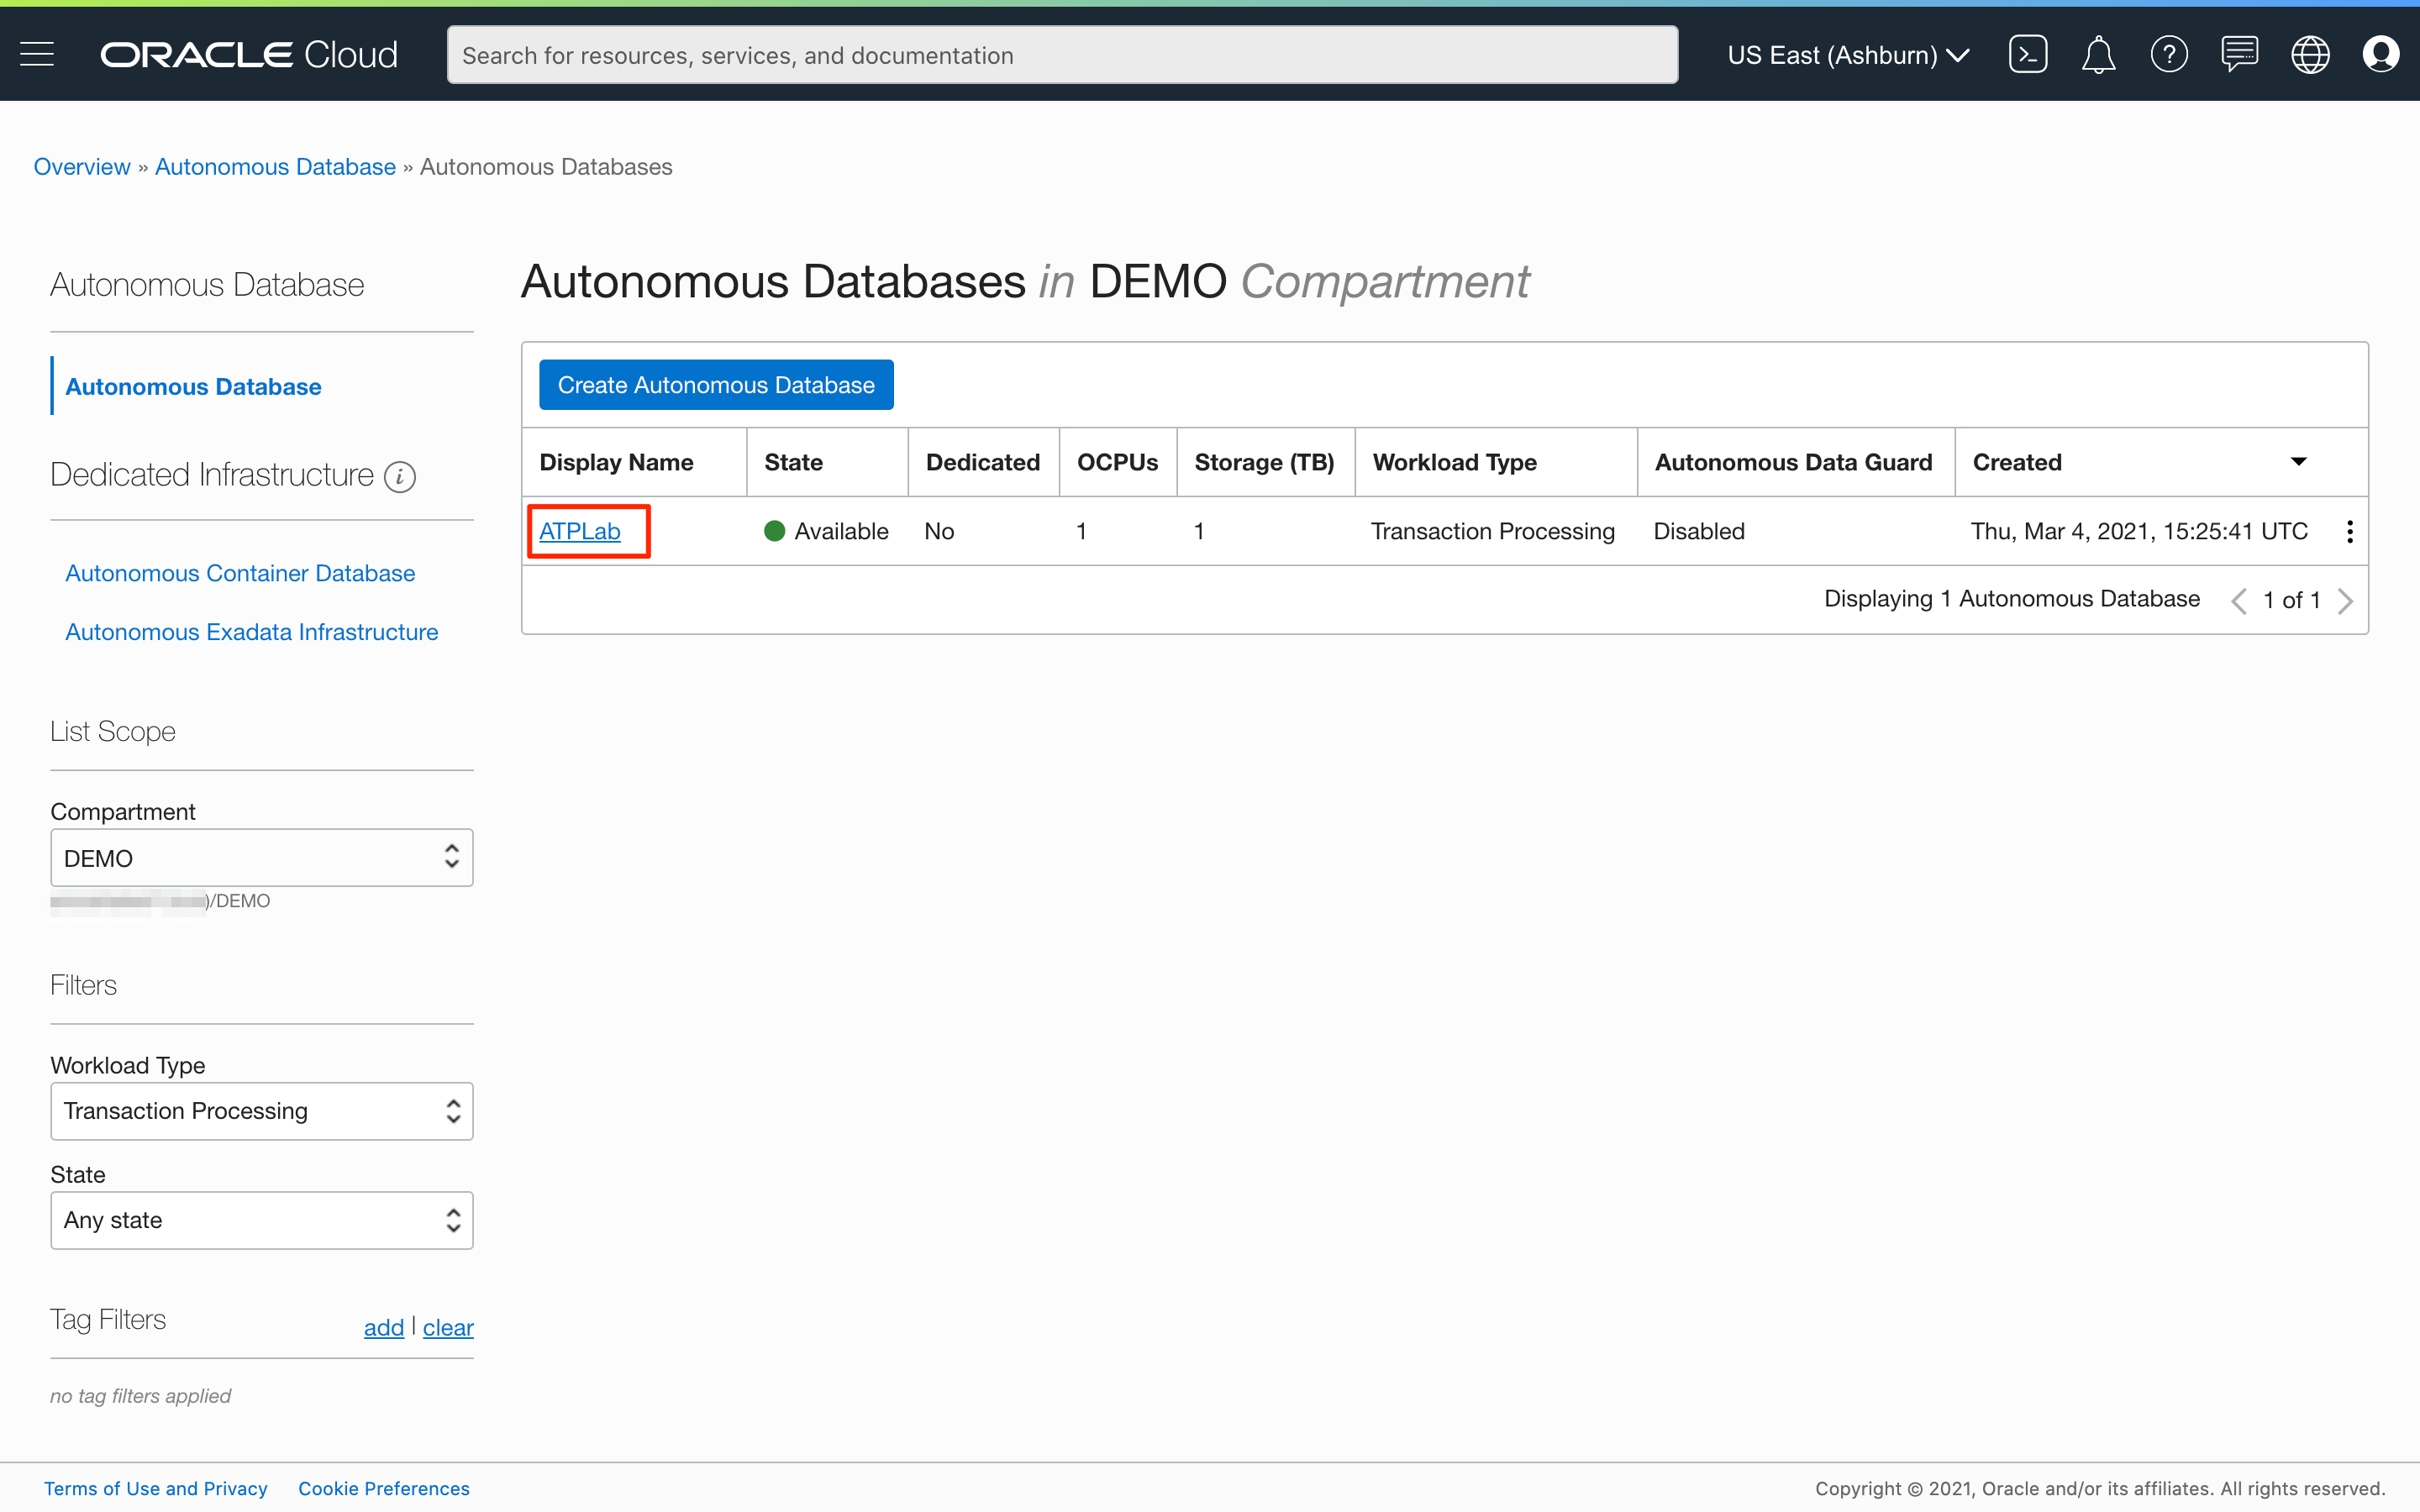 ORACLE Cloud
Search for resources, services, and documentation
US East (Ashburn)
Overview » Autonomous Database » Autonomous Databases
Autonomous Database
Autonomous Database
Dedicated Infrastructure i
Autonomous Container Database
Autonomous Exadata Infrastructure
List Scope
Compartment
DEMO
)/DEMO
Filters
Workload Type
Transaction Processing
State
Any state
Tag Filters add | clear
no tag filters applied
Autonomous Databases in DEMO Compartment
Create Autonomous Database
Display Name State Dedicated OCPUs Storage (TB) Workload Type Autonomous Data Guard Created
ATPLab Available No 1 1 Transaction Processing Disabled Thu, Mar 4, 2021, 15:25:41 UTC
Displaying 1 Autonomous Database 1 of 1
Terms of Use and Privacy Cookie Preferences
Copyright © 2021, Oracle and/or its affiliates. All rights reserved.